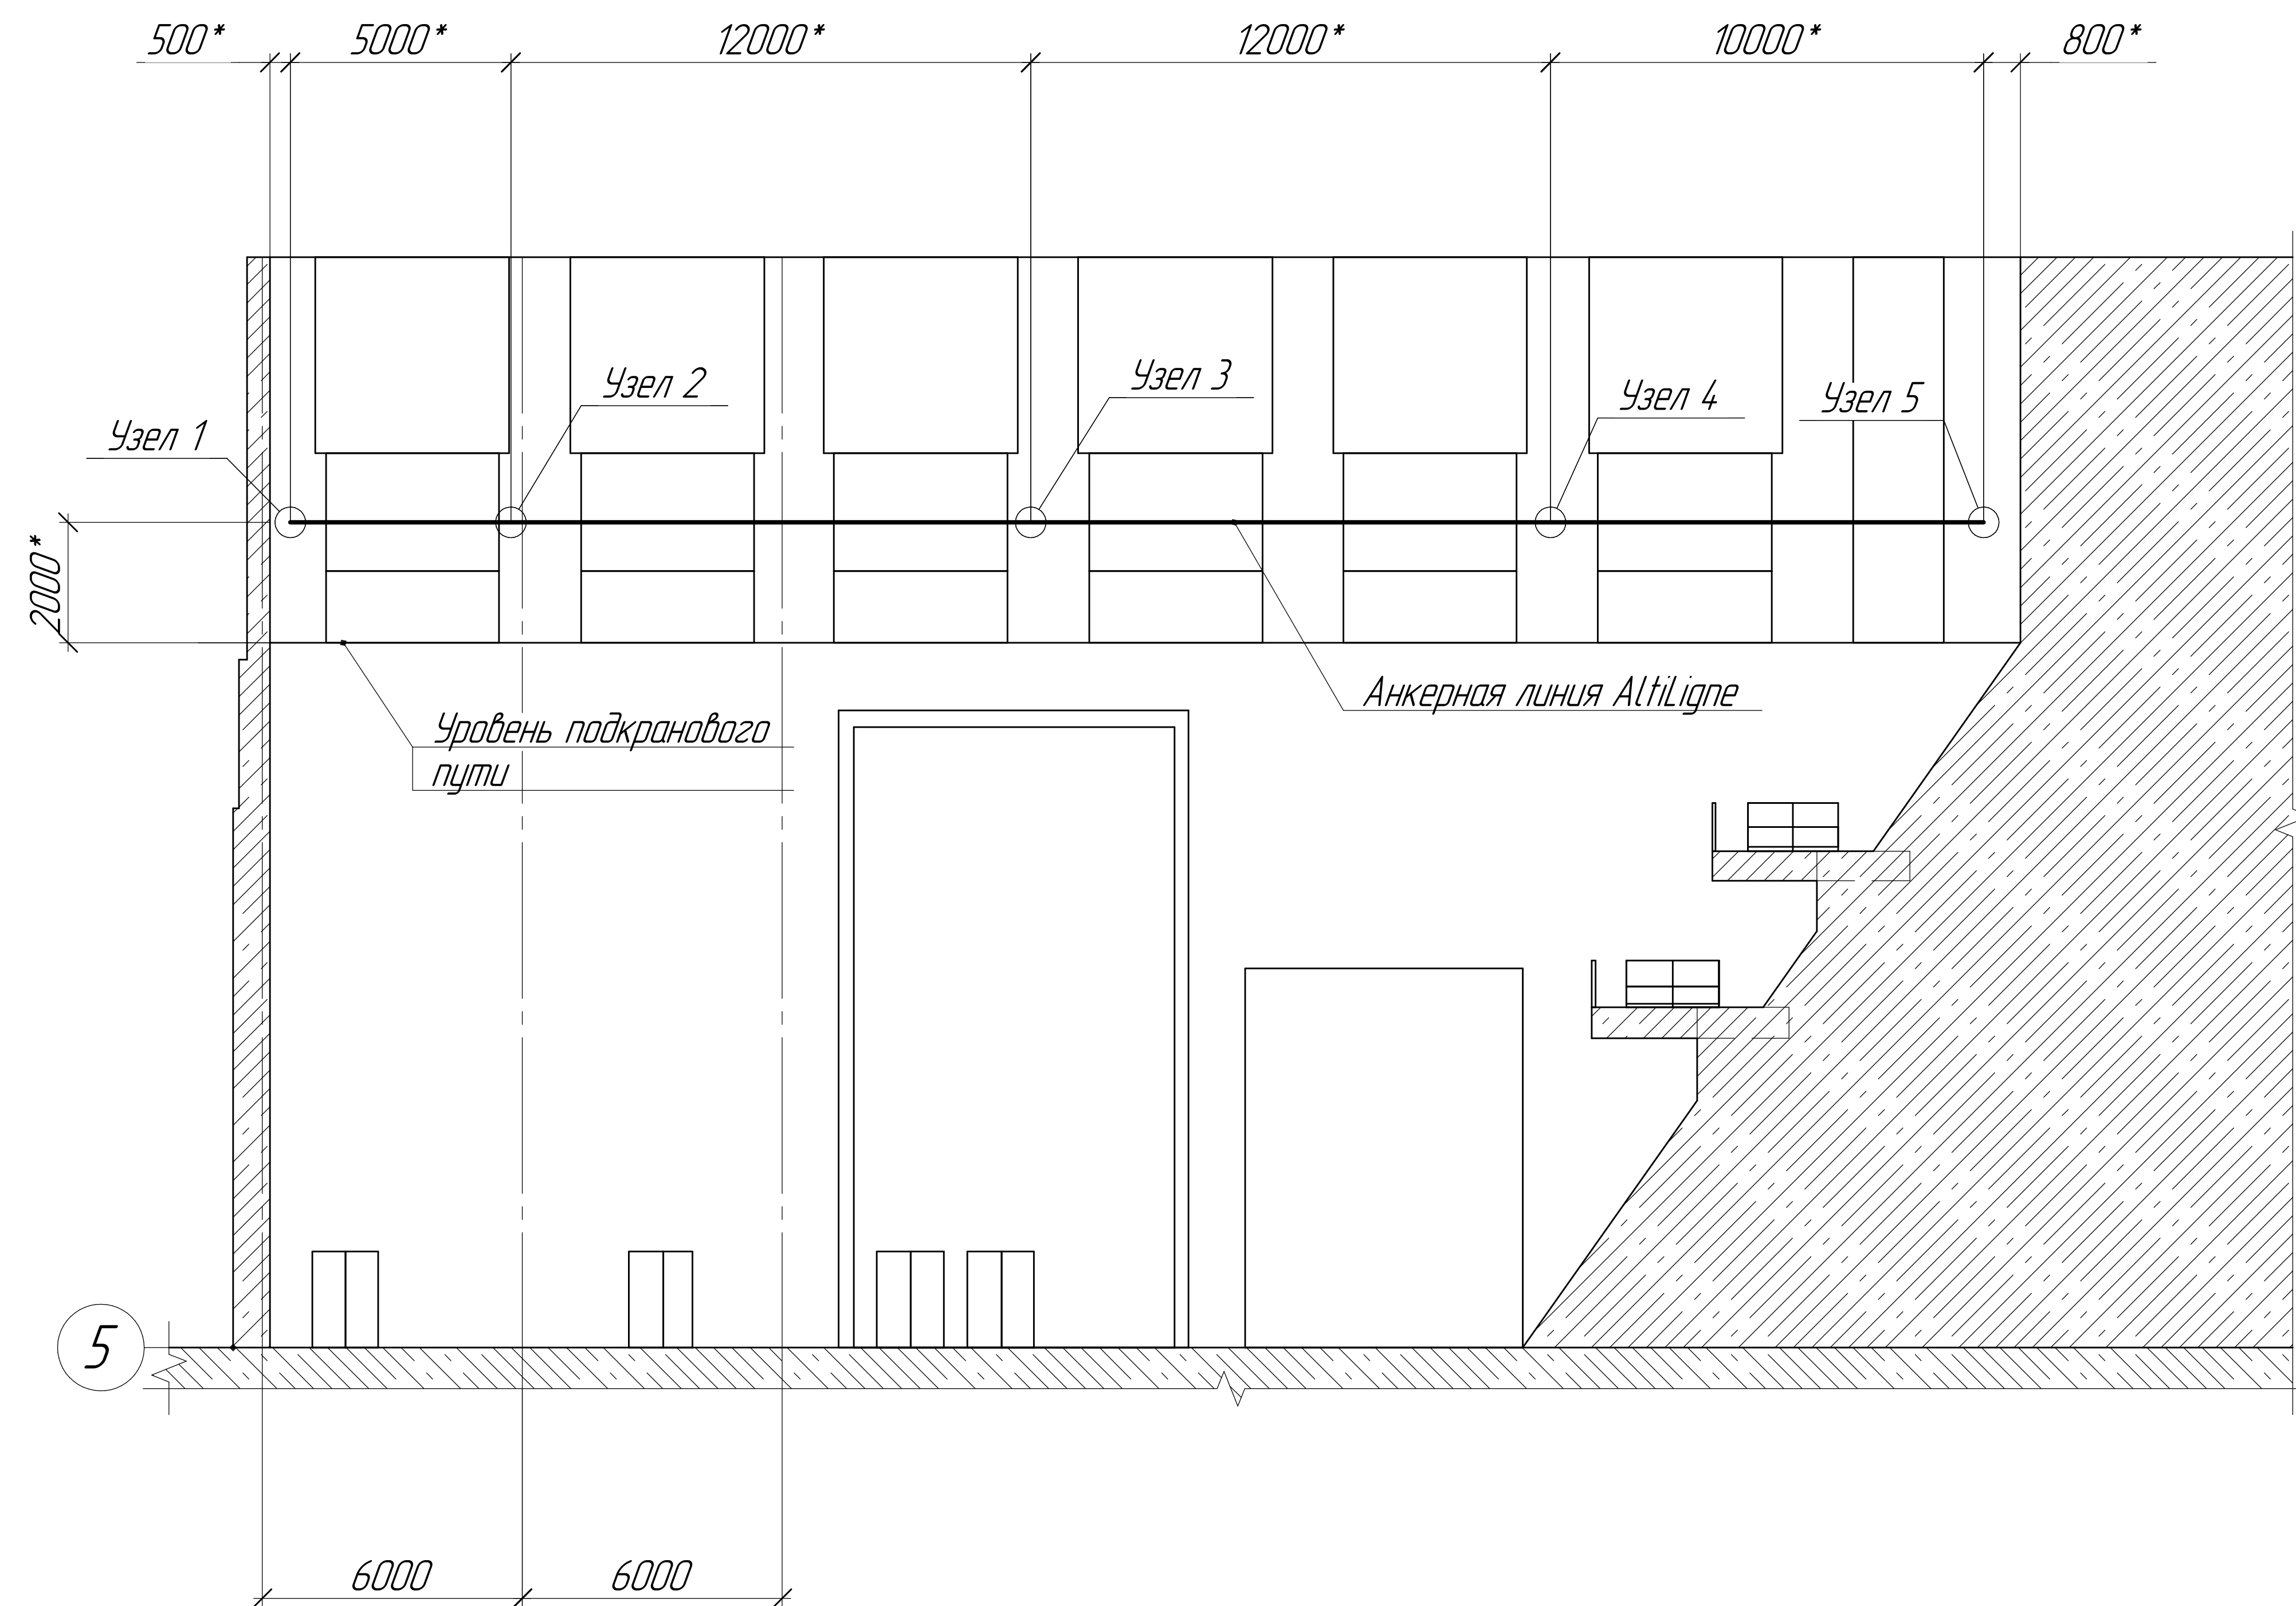 500*
5000*
12000*
12000*
10000*
800*
Узел 1
Узел 2
Узел 3
Узел 4
Узел 5
2000*
Анкерная линия AltiLigne
Уровень подкранового
пути
5
6000
6000